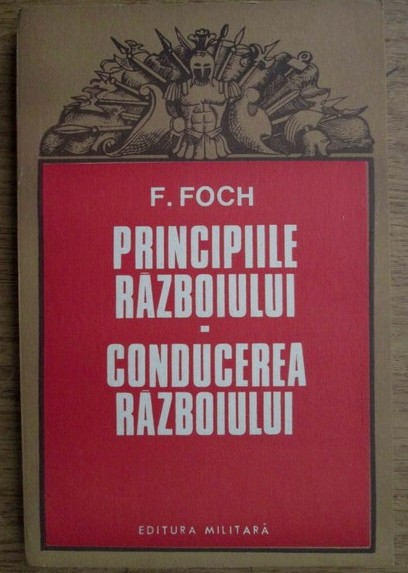 F. FOCH
PRINCIPIILE
RĂZBOIULUI
-
CONDUCEREA
RĂZBOIULUI
EDITURA MILITARĂ